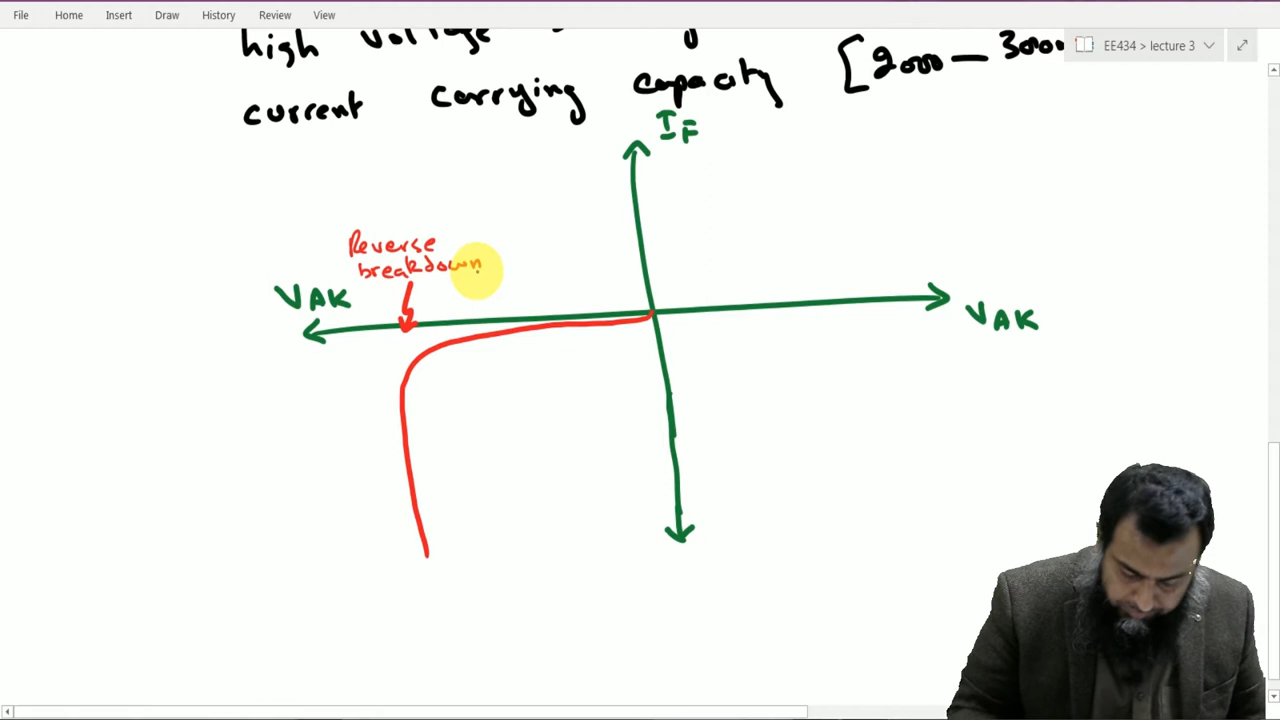 File Home Insert Draw History Review View
EE434 > lecture 3
high voltage
current carrying capacity [2000 — 3000
IF
Reverse
breakdown
VAK
VAK